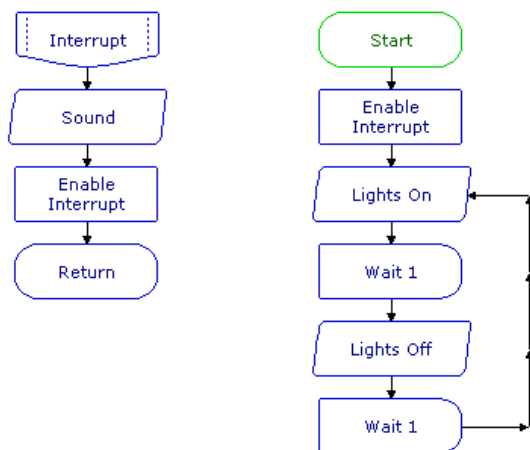 Interrupt
Sound
Enable
Interrupt
Return
Start
Enable
Interrupt
Lights On
Wait 1
Lights Off
Wait 1